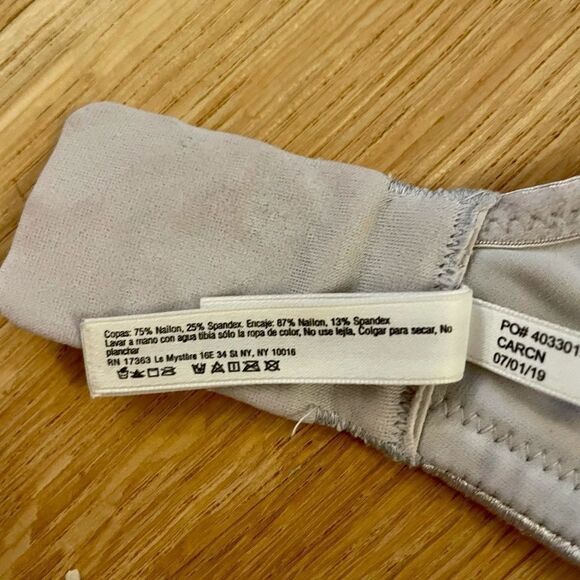 Copas: 75% Nailon, 25% Spandex. Encaje: 87% Nailon, 13% Spandex
Lavar a mano con agua tibia sólo la ropa de color, No use lejía, Colgar para secar, No
planchar
RN 17363 Le Mystère 16E 34 St NY, NY 10016
PO# 403301
CARCN
07/01/19